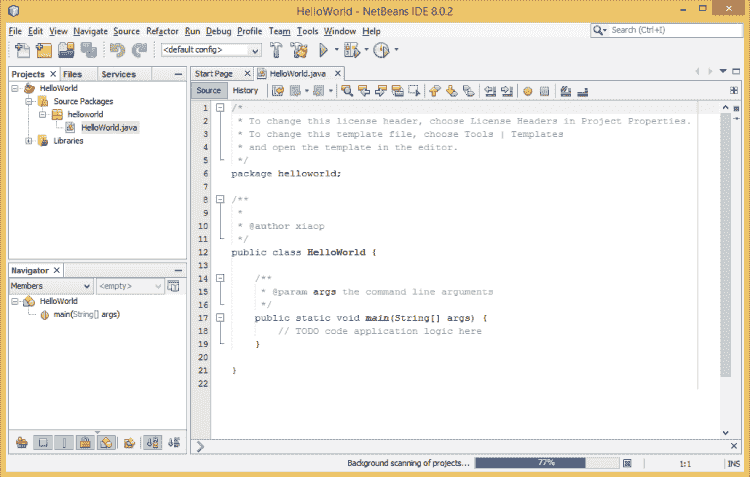 HelloWorld - NetBeans IDE 8.0.2
File Edit View Navigate Source Refactor Run Debug Profile Team Tools Window Help
Search (Ctrl+I)
<default config>
Projects Files Services
HelloWorld
Source Packages
helloworld
HelloWorld.java
Libraries
Navigator
Members
<empty>
HelloWorld
main(String[] args)
Start Page HelloWorld.java
Source History
1 /*
2 * To change this license header, choose License Headers in Project Properties.
3 * To change this template file, choose Tools | Templates
4 * and open the template in the editor.
5 */
6 package helloworld;
7
8 /**
9 *
10 * @author xiaop
11 */
12 public class HelloWorld {
13
14 /**
15 * @param args the command line arguments
16 */
17 public static void main(String[] args) {
18 // TODO code application logic here
19 }
20
21 }
22
Background scanning of projects... 77% 1:1 INS